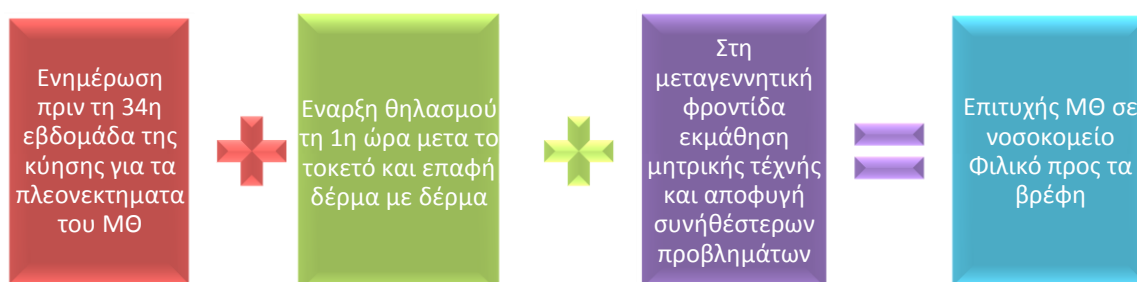 Ενημέρωση
πριν τη 34η
εβδομάδα της
κύησης για τα
πλεονεκτηματα
του ΜΘ
Εναρξη θηλασμού
τη 1η ώρα μετα το
τοκετό και επαφή
δέρμα με δέρμα
Στη
μεταγεννητική
φροντίδα
εκμάθηση
μητρικής τέχνής
και αποφυγή
συνήθέστερων
προβλημάτων
Επιτυχής ΜΘ σε
νοσοκομείο
Φιλικό προς τα
βρέφη